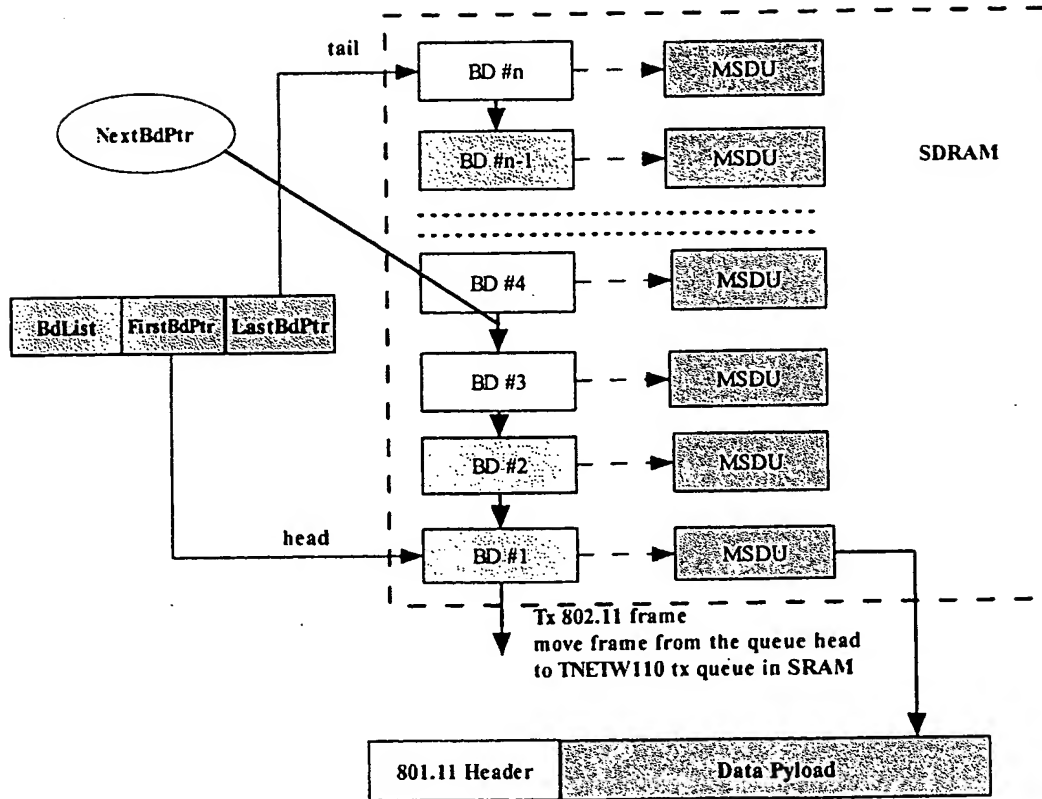 tail
BD #n
MSDU
NextBdPtr
BD #n-1
MSDU
SDRAM
BD #4
MSDU
BdList
FirstBdPtr
LastBdPtr
BD #3
MSDU
BD #2
MSDU
head
BD #1
MSDU
Tx 802.11 frame
move frame from the queue head
to TNETW110 tx queue in SRAM
801.11 Header
Data Pyload